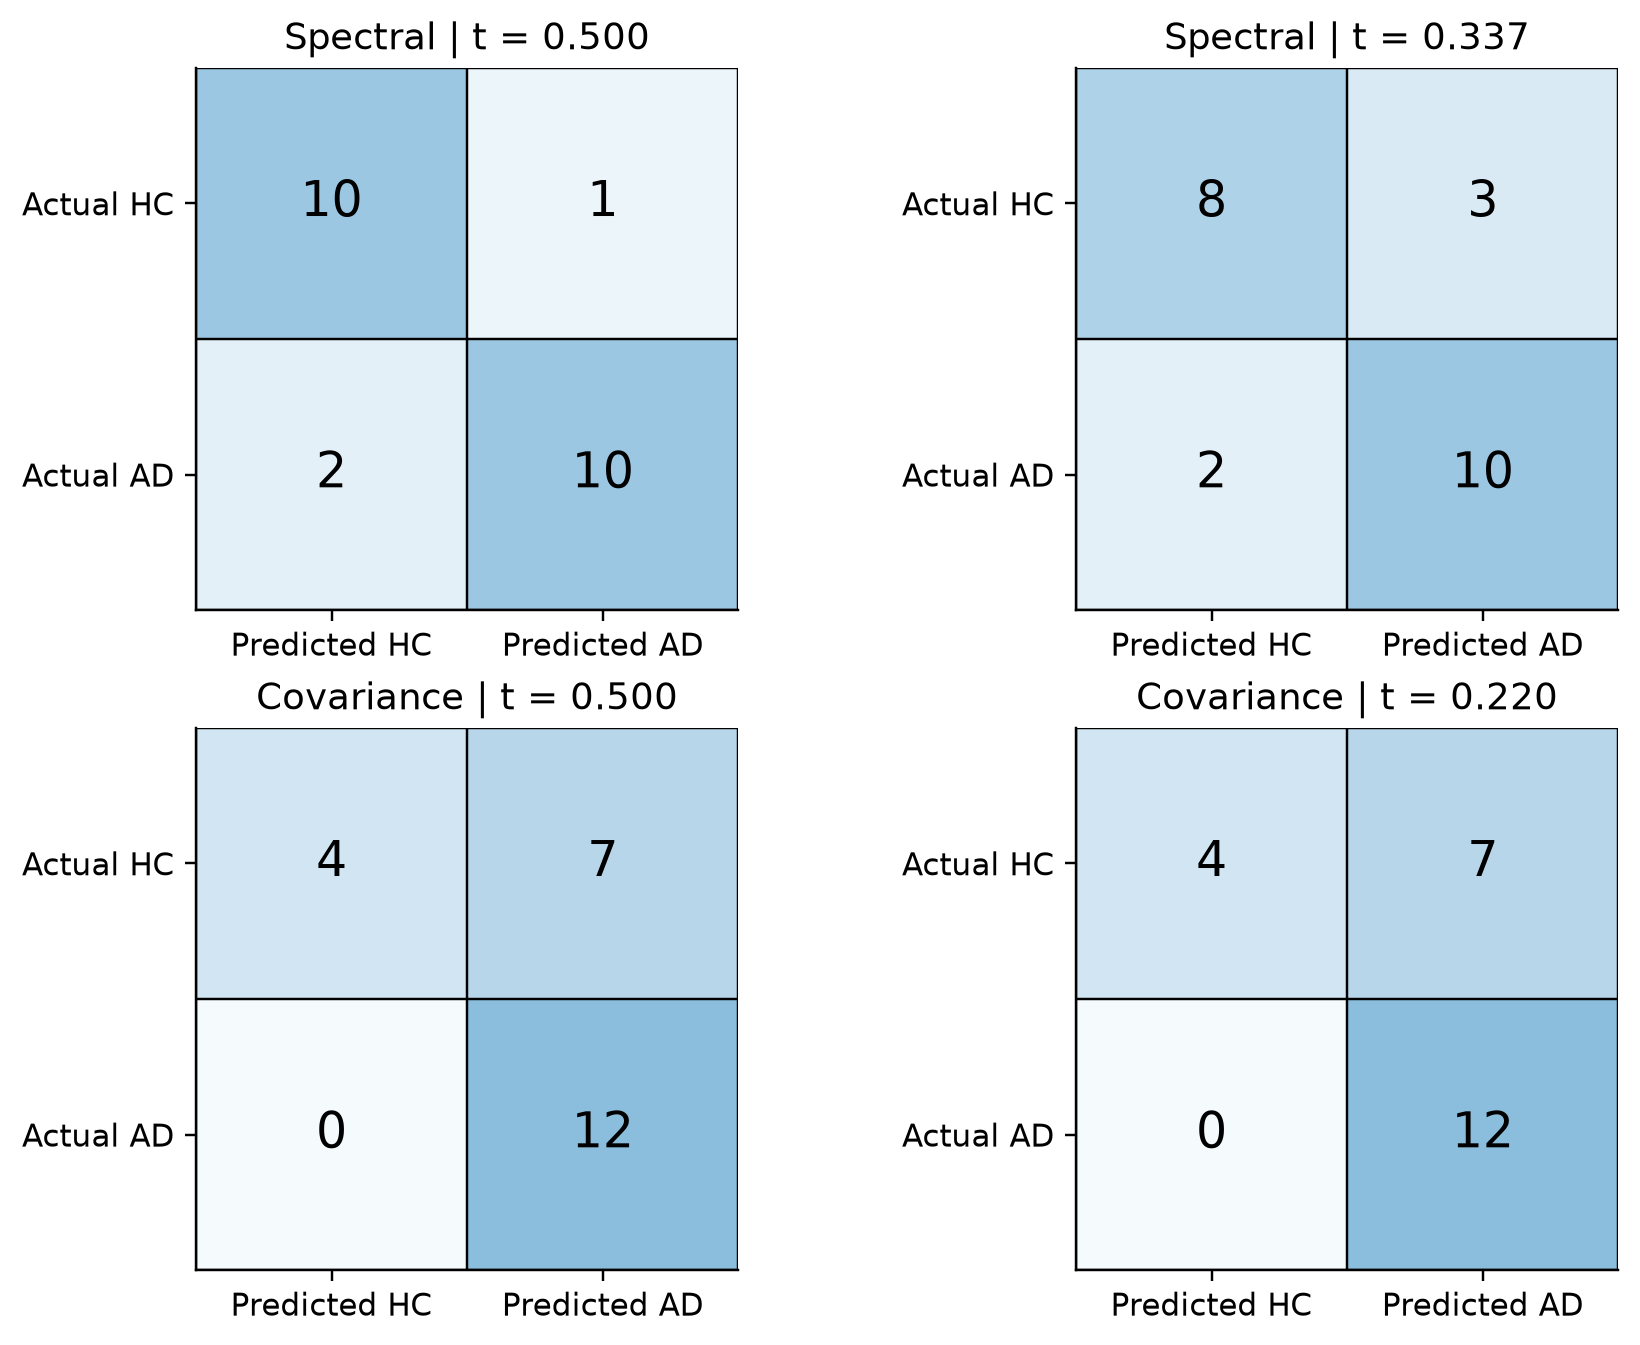 Spectral | t = 0.500
Actual HC
10
1
Actual AD
2
10
Predicted HC
Predicted AD
Spectral | t = 0.337
Actual HC
8
3
Actual AD
2
10
Predicted HC
Predicted AD
Covariance | t = 0.500
Actual HC
4
7
Actual AD
0
12
Predicted HC
Predicted AD
Covariance | t = 0.220
Actual HC
4
7
Actual AD
0
12
Predicted HC
Predicted AD